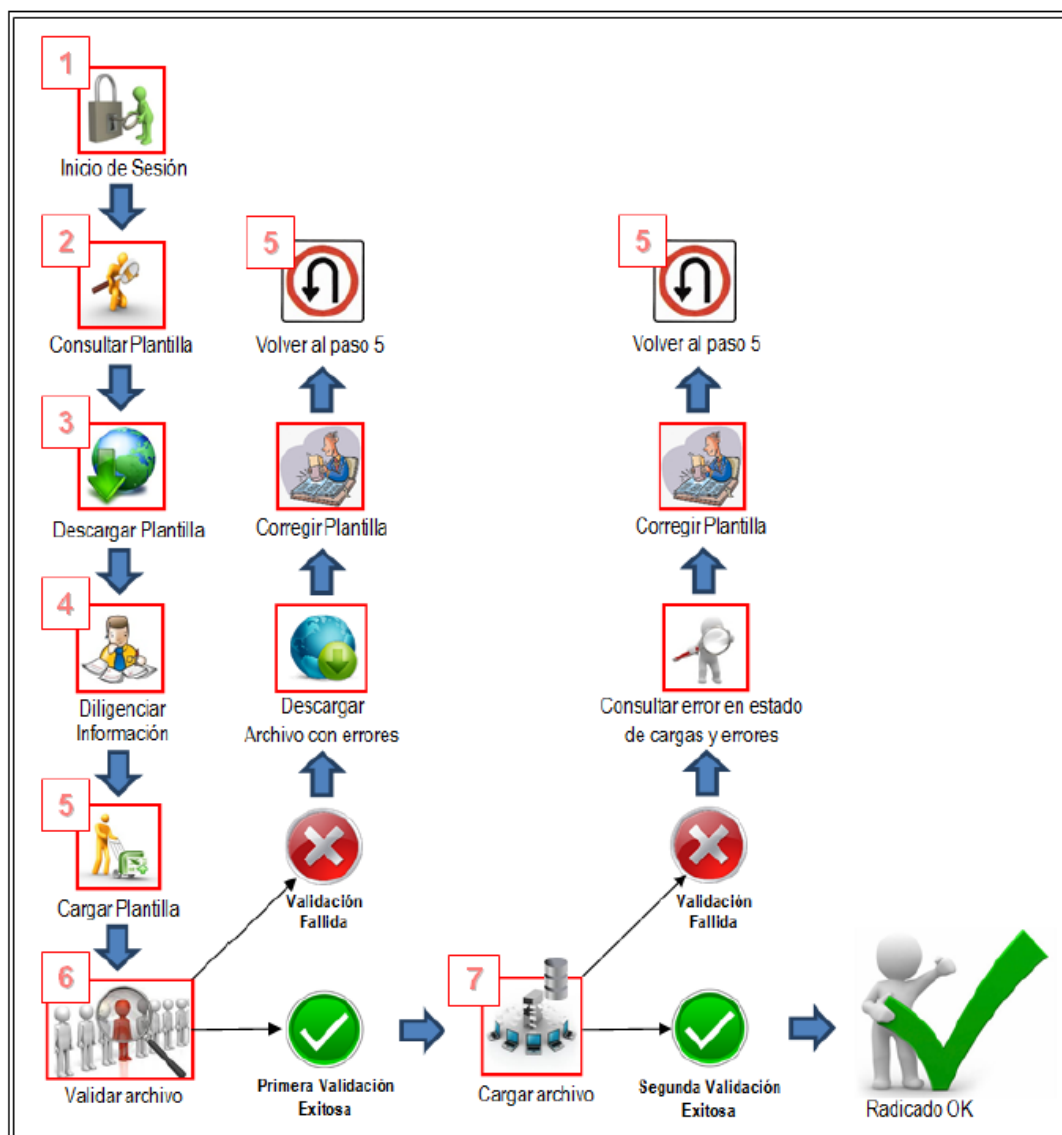 1
Inicio de Sesión
2
Consultar Plantilla
3
Descargar Plantilla
4
Diligenciar
Información
5
Cargar Plantilla
6
Validar archivo
5
Volver al paso 5
Corregir Plantilla
Descargar
Archivo con errores
Validación
Fallida
Primera Validación
Exitosa
7
Cargar archivo
5
Volver al paso 5
Corregir Plantilla
Consultar error en estado
de cargas y errores
Validación
Fallida
Segunda Validación
Exitosa
Radicado OK